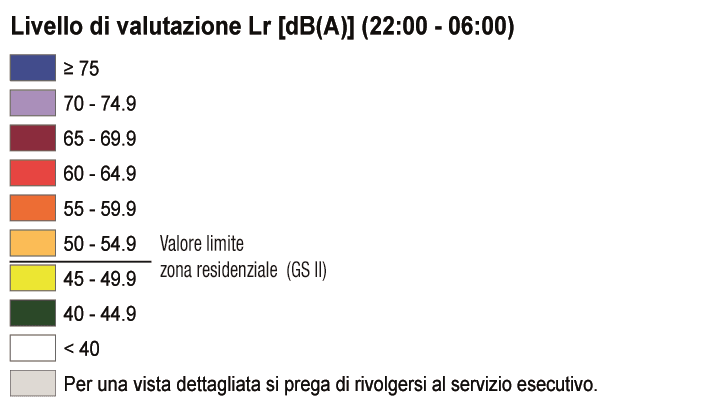 Livello di valutazione Lr [dB(A)] (22:00 - 06:00)
≥ 75
70 - 74.9
65 - 69.9
60 - 64.9
55 - 59.9
50 - 54.9
Valore limite
zona residenziale (GS II)
45 - 49.9
40 - 44.9
< 40
Per una vista dettagliata si prega di rivolgersi al servizio esecutivo.